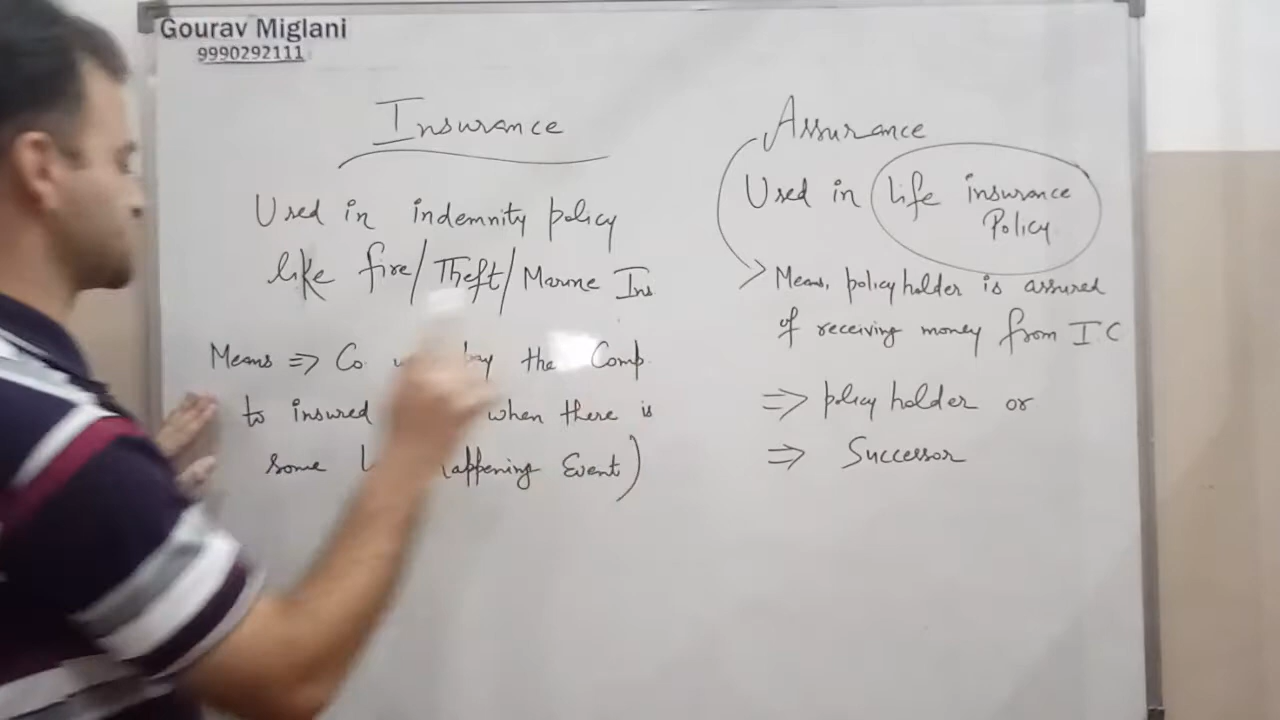 Gourav Miglani
9990292111
Insurance
Used in indemnity policy
like fire/Theft/Marine Ins
Means ⇒ Co. the Comp.
to insured when there is
some Event)
Assurance
Used in life insurance
Policy
Means, policy holder is assured
of receiving money from I.C
⇒ policy holder or
⇒ Successor